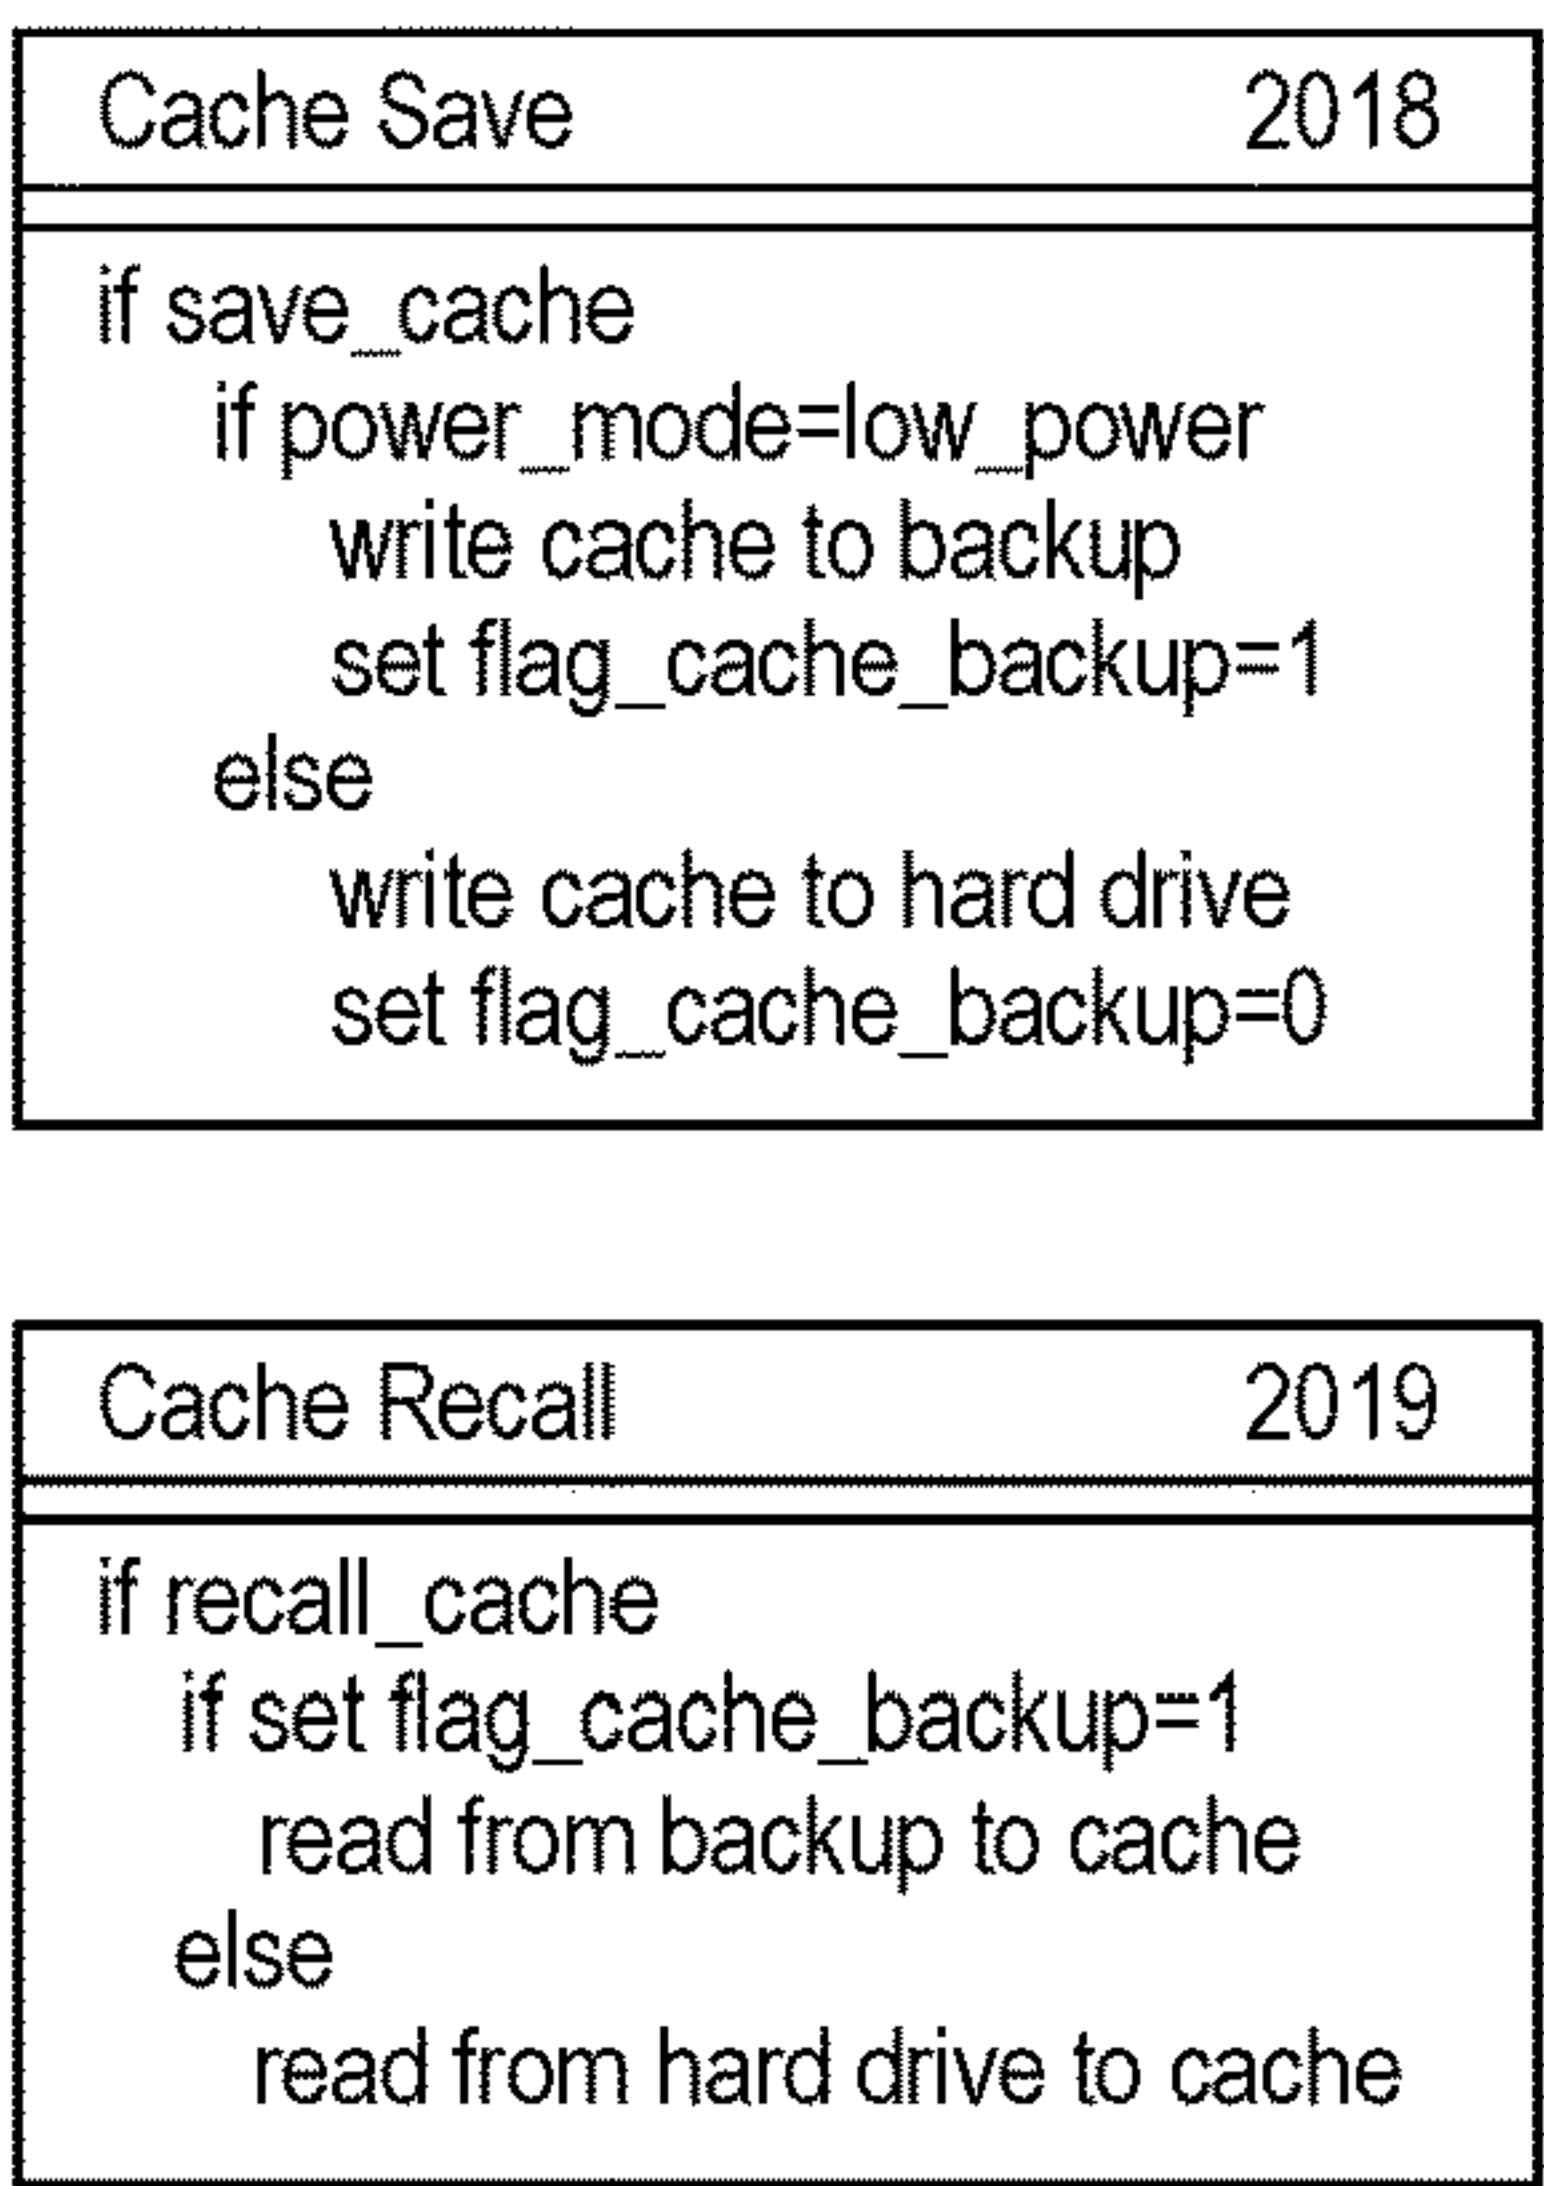 Cache Save 2018
if save_cache
if power_mode=low_power
write cache to backup
set flag_cache_backup=1
else
write cache to hard drive
set flag_cache_backup=0
Cache Recall 2019
if recall_cache
if set flag_cache_backup=1
read from backup to cache
else
read from hard drive to cache